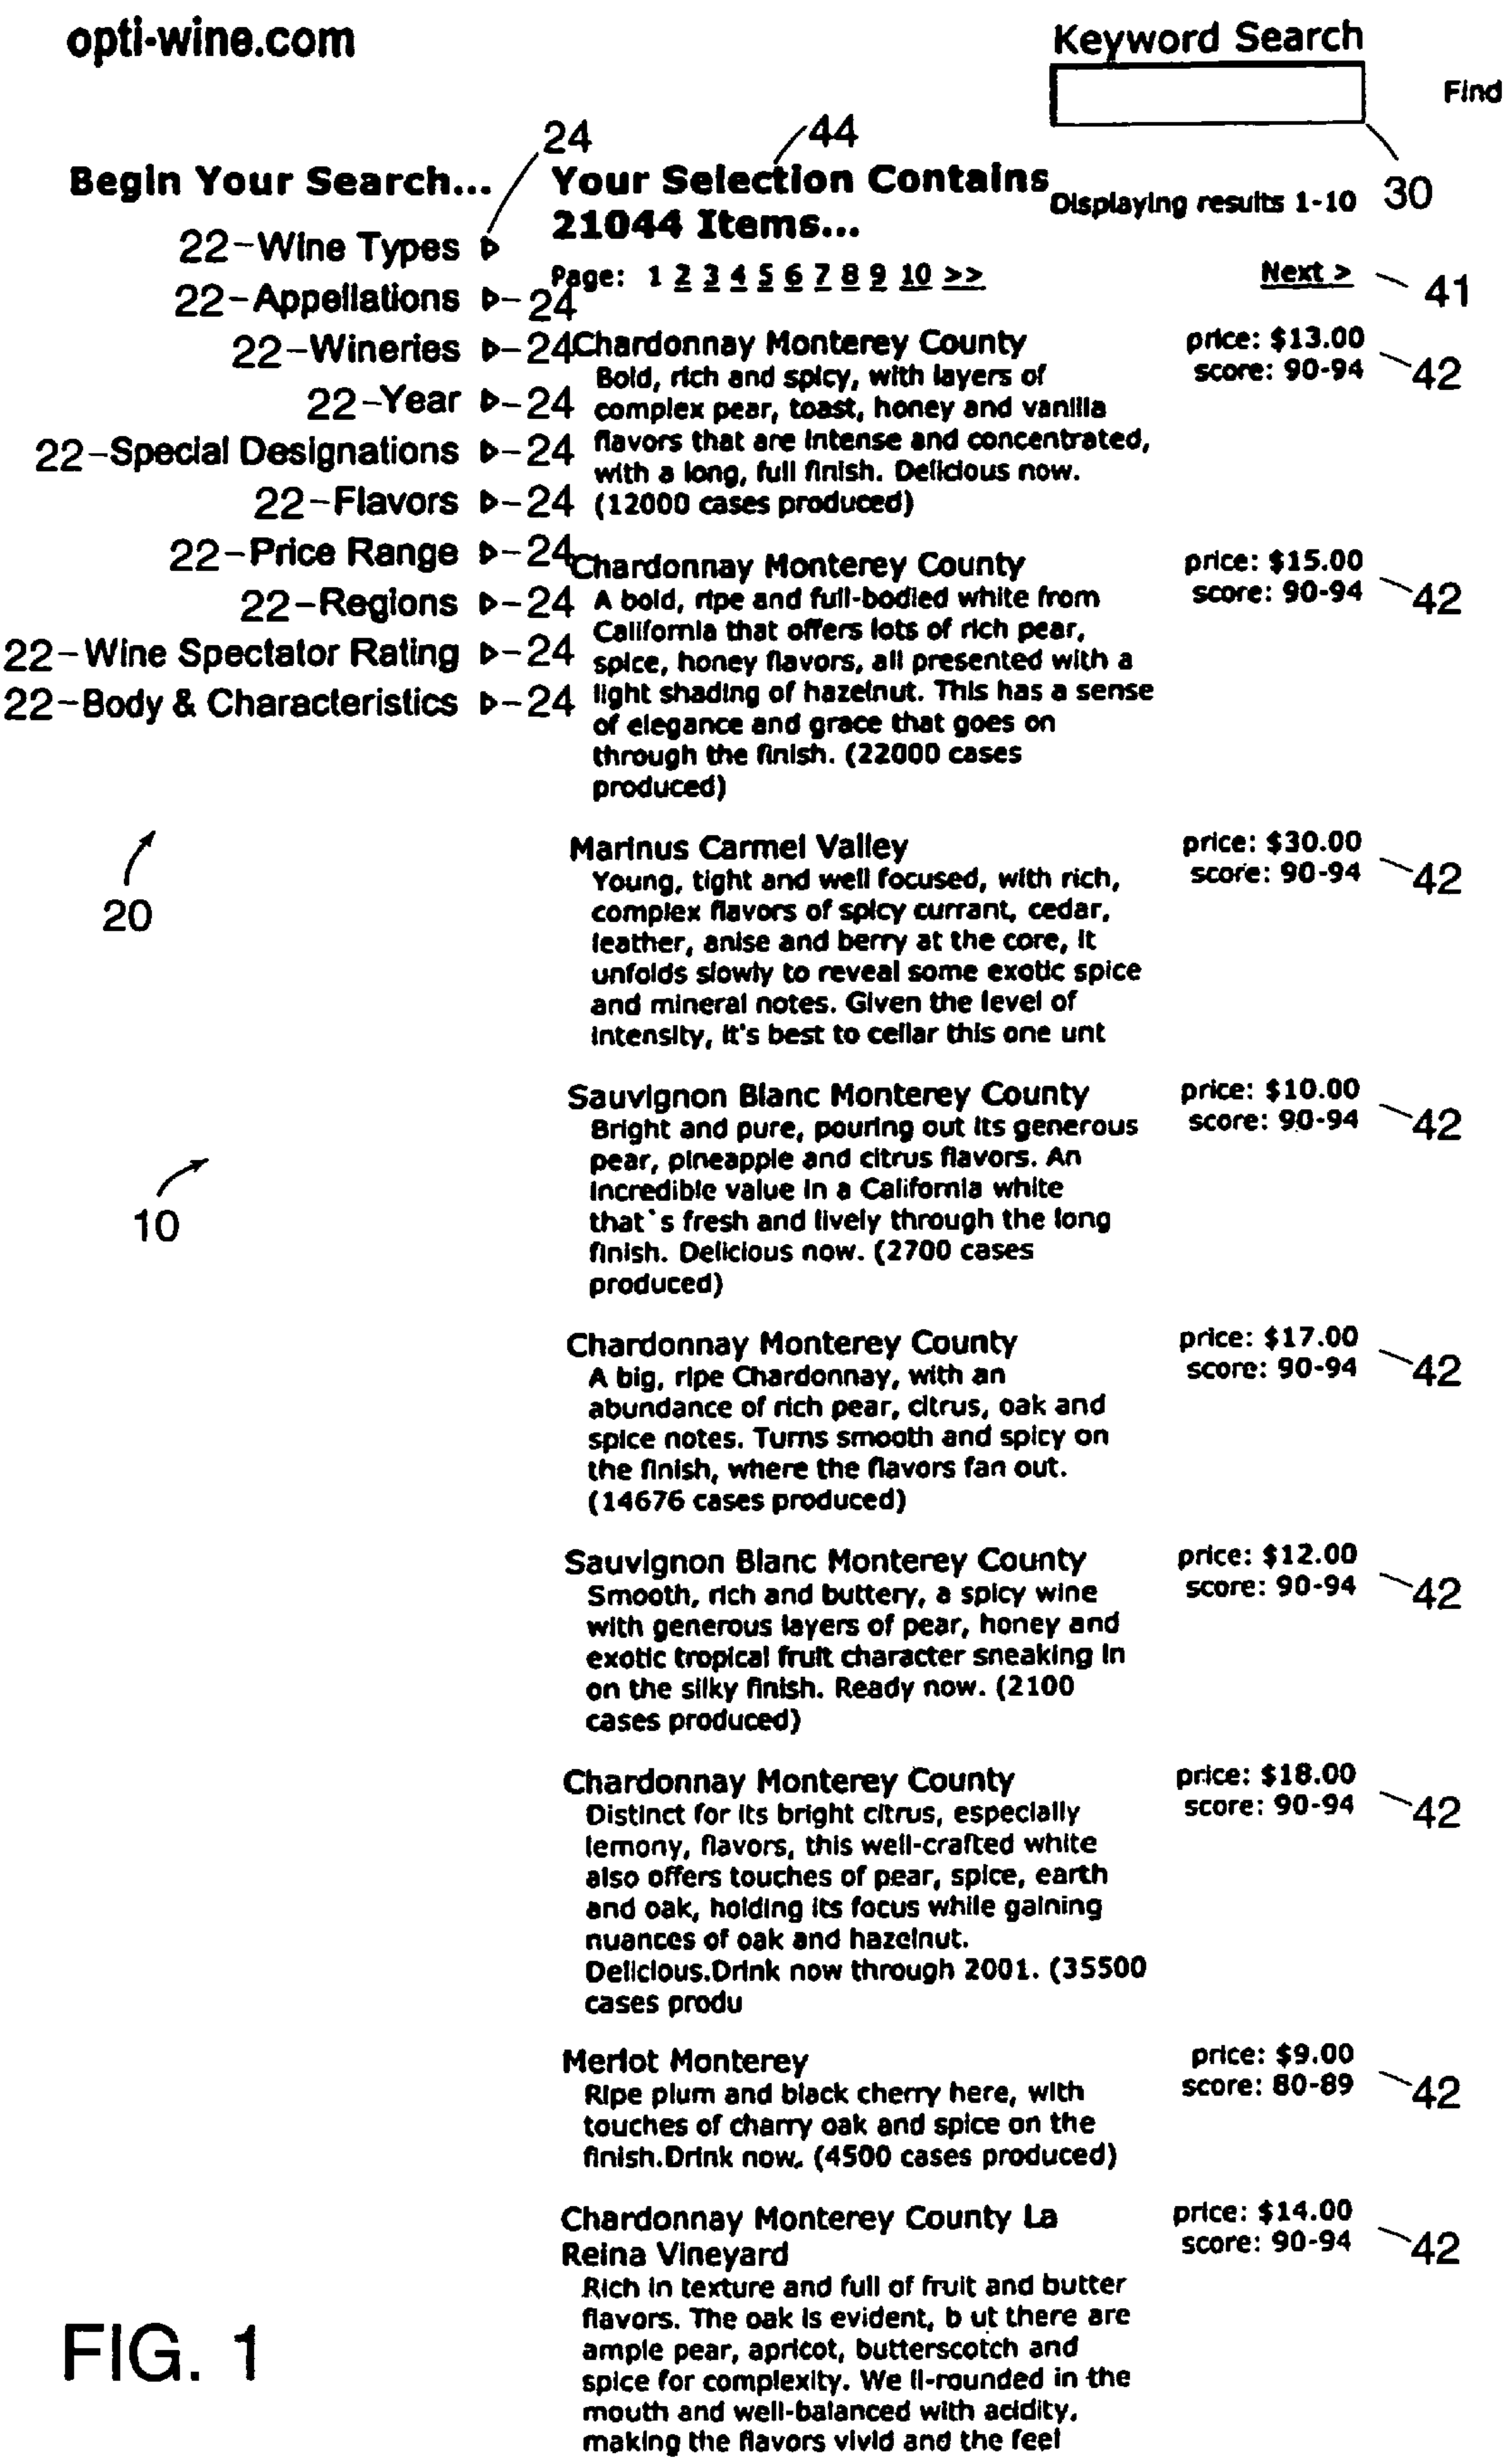 opti-wine.com
Keyword Search
Find
30
24
44
Begin Your Search...
22-Wine Types
22-Appellations -24
22-Wineries -24
22-Year -24
22-Special Designations -24
22-Flavors -24
22-Price Range -24
22-Regions -24
22-Wine Spectator Rating -24
22-Body & Characteristics -24
20
10
Your Selection Contains
21044 Items...
Displaying results 1-10
Page: 1 2 3 4 5 6 7 8 9 10 >>
Next > 41
Chardonnay Monterey County
price: $13.00
score: 90-94 42
Bold, rich and spicy, with layers of
complex pear, toast, honey and vanilla
flavors that are intense and concentrated,
with a long, full finish. Delicious now.
(12000 cases produced)
Chardonnay Monterey County
price: $15.00
score: 90-94 42
A bold, ripe and full-bodied white from
California that offers lots of rich pear,
spice, honey flavors, all presented with a
light shading of hazelnut. This has a sense
of elegance and grace that goes on
through the finish. (22000 cases
produced)
Marinus Carmel Valley
price: $30.00
score: 90-94 42
Young, tight and well focused, with rich,
complex flavors of spicy currant, cedar,
leather, anise and berry at the core, it
unfolds slowly to reveal some exotic spice
and mineral notes. Given the level of
intensity, it's best to cellar this one unt
Sauvignon Blanc Monterey County
price: $10.00
score: 90-94 42
Bright and pure, pouring out its generous
pear, pineapple and citrus flavors. An
incredible value in a California white
that`s fresh and lively through the long
finish. Delicious now. (2700 cases
produced)
Chardonnay Monterey County
price: $17.00
score: 90-94 42
A big, ripe Chardonnay, with an
abundance of rich pear, citrus, oak and
spice notes. Turns smooth and spicy on
the finish, where the flavors fan out.
(14676 cases produced)
Sauvignon Blanc Monterey County
price: $12.00
score: 90-94 42
Smooth, rich and buttery, a spicy wine
with generous layers of pear, honey and
exotic tropical fruit character sneaking in
on the silky finish. Ready now. (2100
cases produced)
Chardonnay Monterey County
price: $18.00
score: 90-94 42
Distinct for its bright citrus, especially
lemony, flavors, this well-crafted white
also offers touches of pear, spice, earth
and oak, holding its focus while gaining
nuances of oak and hazelnut.
Delicious.Drink now through 2001. (35500
cases produ
Merlot Monterey
price: $9.00
score: 80-89 42
Ripe plum and black cherry here, with
touches of charry oak and spice on the
finish.Drink now. (4500 cases produced)
Chardonnay Monterey County La
Reina Vineyard
price: $14.00
score: 90-94 42
Rich in texture and full of fruit and butter
flavors. The oak is evident, b ut there are
ample pear, apricot, butterscotch and
spice for complexity. We ll-rounded in the
mouth and well-balanced with acidity,
making the flavors vivid and the feel
FIG. 1